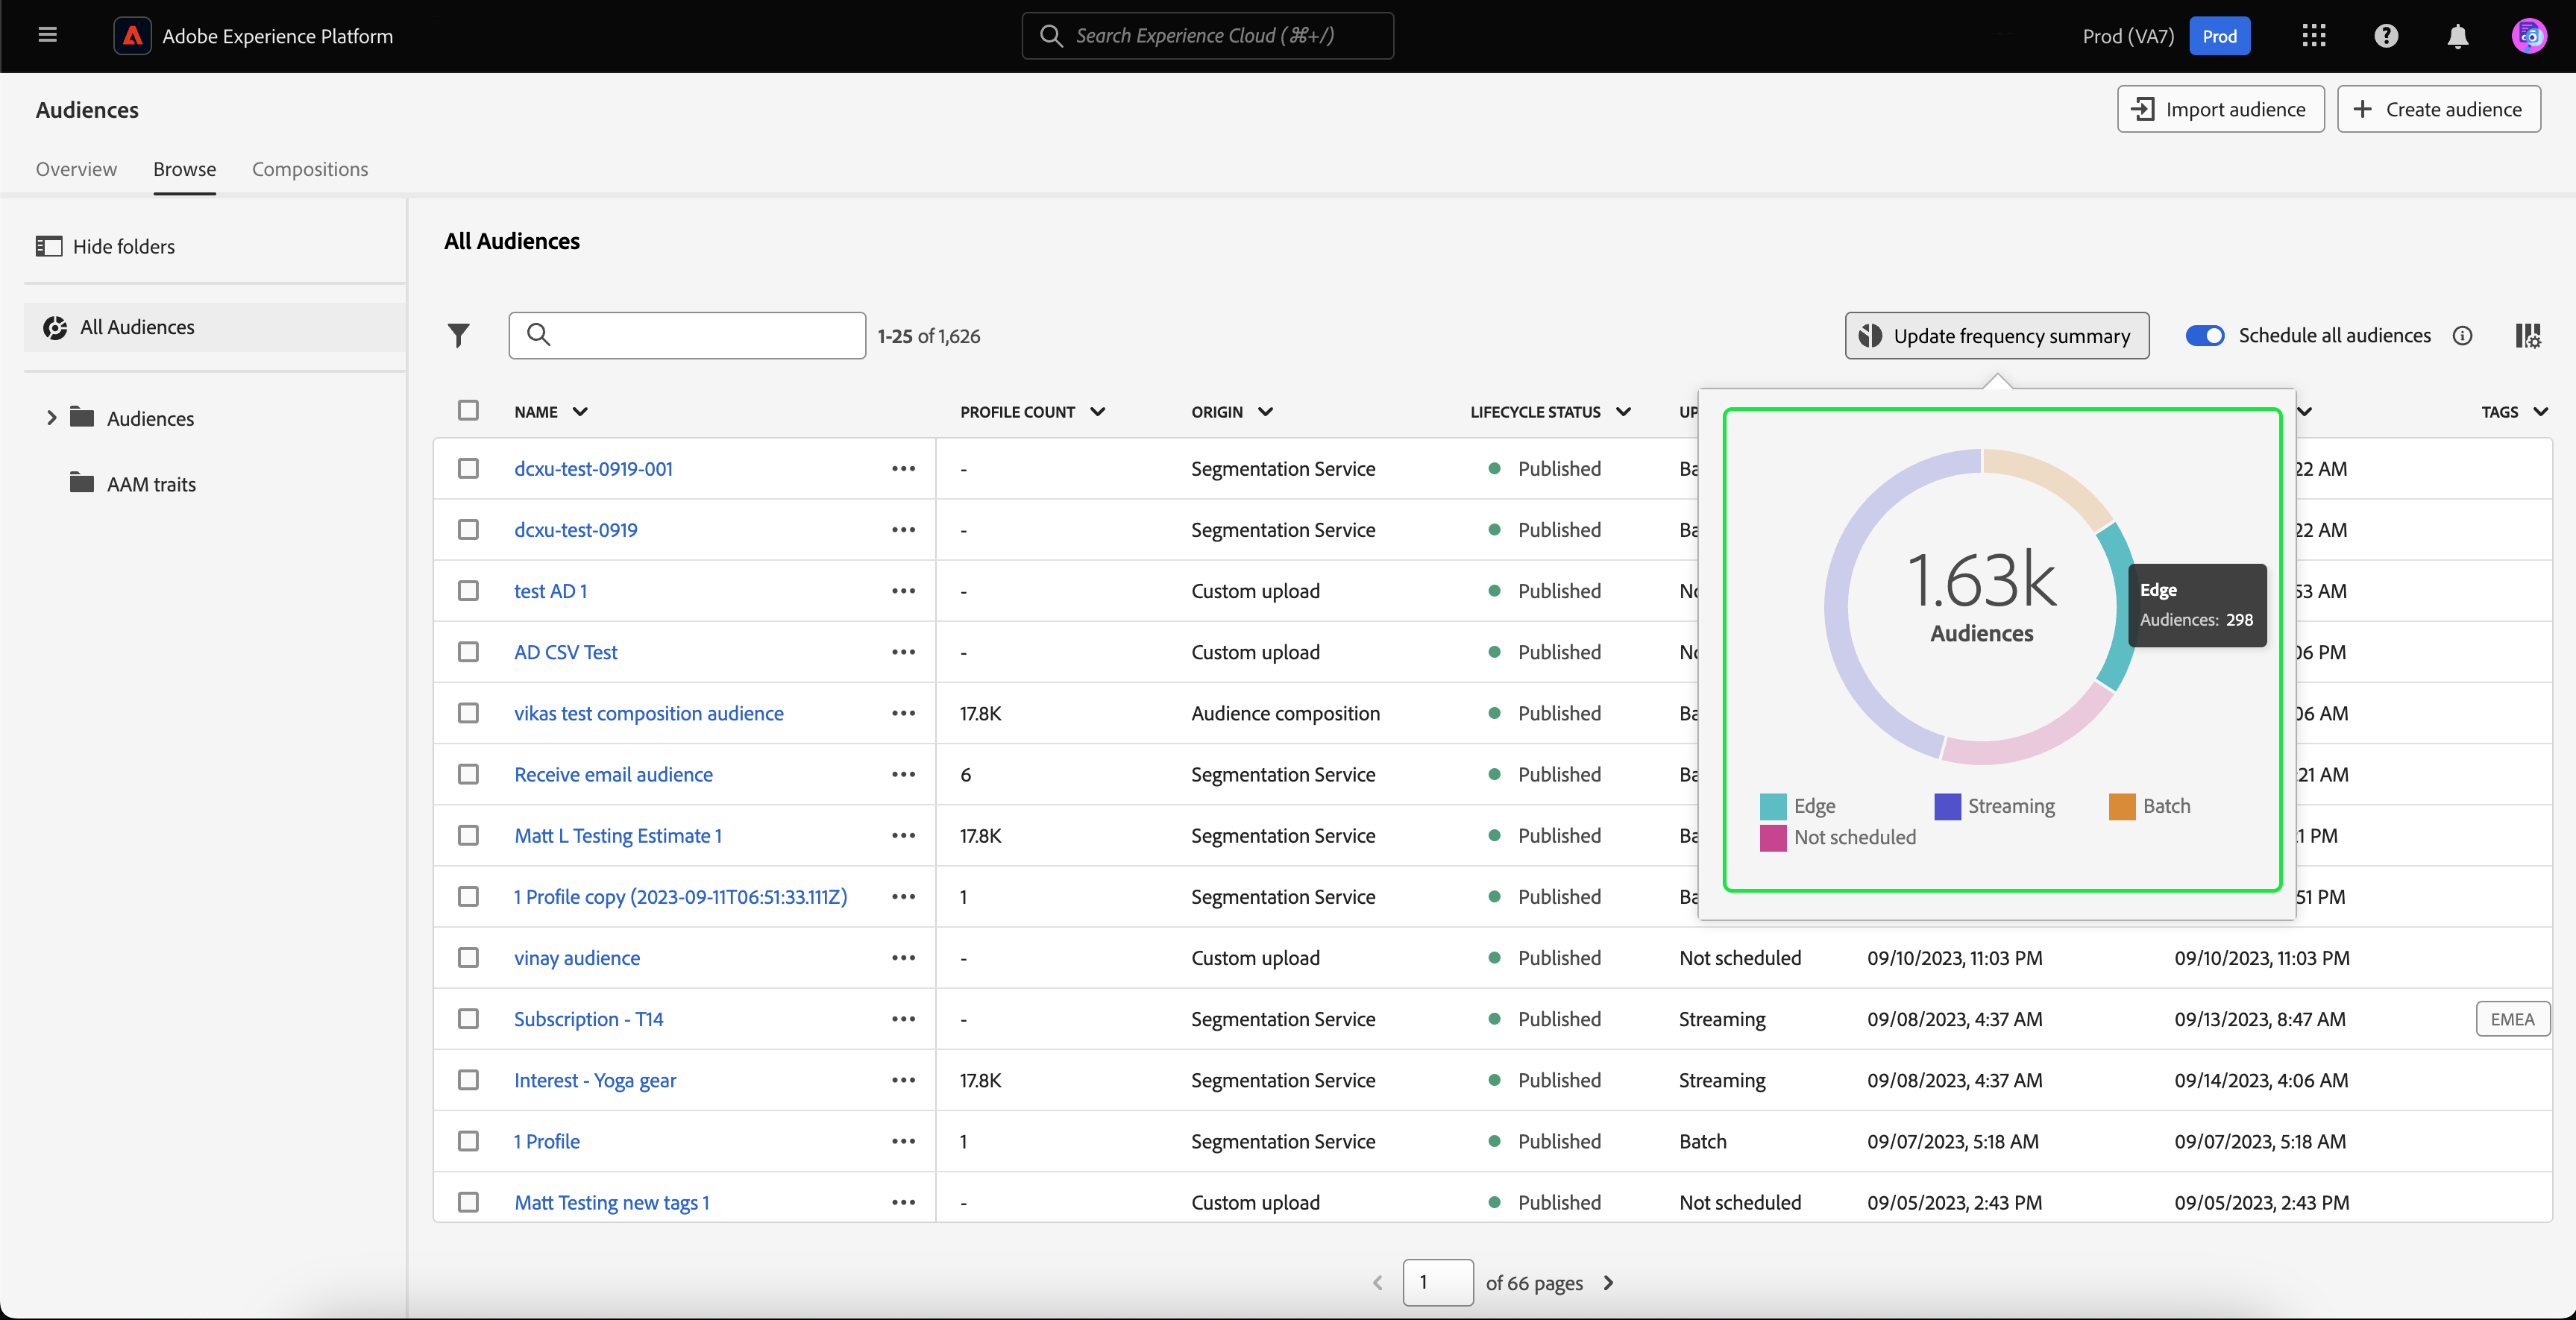 Adobe Experience Platform
Search Experience Cloud (⌘+/)
Prod (VA7)
Prod
Audiences
Import audience
Create audience
Overview
Browse
Compositions
Hide folders
All Audiences
Audiences
AAM traits
All Audiences
1-25 of 1,626
Update frequency summary
Schedule all audiences
NAME PROFILE COUNT ORIGIN LIFECYCLE STATUS UP TAGS
dcxu-test-0919-001 - Segmentation Service Published Ba 22 AM
dcxu-test-0919 - Segmentation Service Published Ba 22 AM
test AD 1 - Custom upload Published No 53 AM
AD CSV Test - Custom upload Published No 06 PM
vikas test composition audience 17.8K Audience composition Published Ba 06 AM
Receive email audience 6 Segmentation Service Published Ba 21 AM
Matt L Testing Estimate 1 17.8K Segmentation Service Published Ba 1 PM
1 Profile copy (2023-09-11T06:51:33.111Z) 1 Segmentation Service Published Ba 51 PM
vinay audience - Custom upload Published Not scheduled 09/10/2023, 11:03 PM 09/10/2023, 11:03 PM
Subscription - T14 - Segmentation Service Published Streaming 09/08/2023, 4:37 AM 09/13/2023, 8:47 AM EMEA
Interest - Yoga gear 17.8K Segmentation Service Published Streaming 09/08/2023, 4:37 AM 09/14/2023, 4:06 AM
1 Profile 1 Segmentation Service Published Batch 09/07/2023, 5:18 AM 09/07/2023, 5:18 AM
Matt Testing new tags 1 - Custom upload Published Not scheduled 09/05/2023, 2:43 PM 09/05/2023, 2:43 PM
1.63k
Audiences
Edge
Audiences: 298
Edge Streaming Batch
Not scheduled
1 of 66 pages